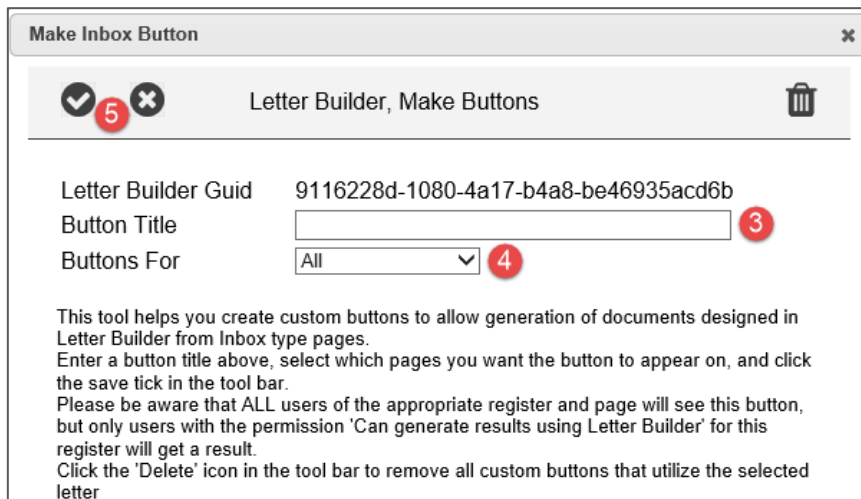 Make Inbox Button
5
Letter Builder, Make Buttons
Letter Builder Guid 9116228d-1080-4a17-b4a8-be46935acd6b
Button Title 3
Buttons For All 4
This tool helps you create custom buttons to allow generation of documents designed in
Letter Builder from Inbox type pages.
Enter a button title above, select which pages you want the button to appear on, and click
the save tick in the tool bar.
Please be aware that ALL users of the appropriate register and page will see this button,
but only users with the permission 'Can generate results using Letter Builder' for this
register will get a result.
Click the 'Delete' icon in the tool bar to remove all custom buttons that utilize the selected
letter